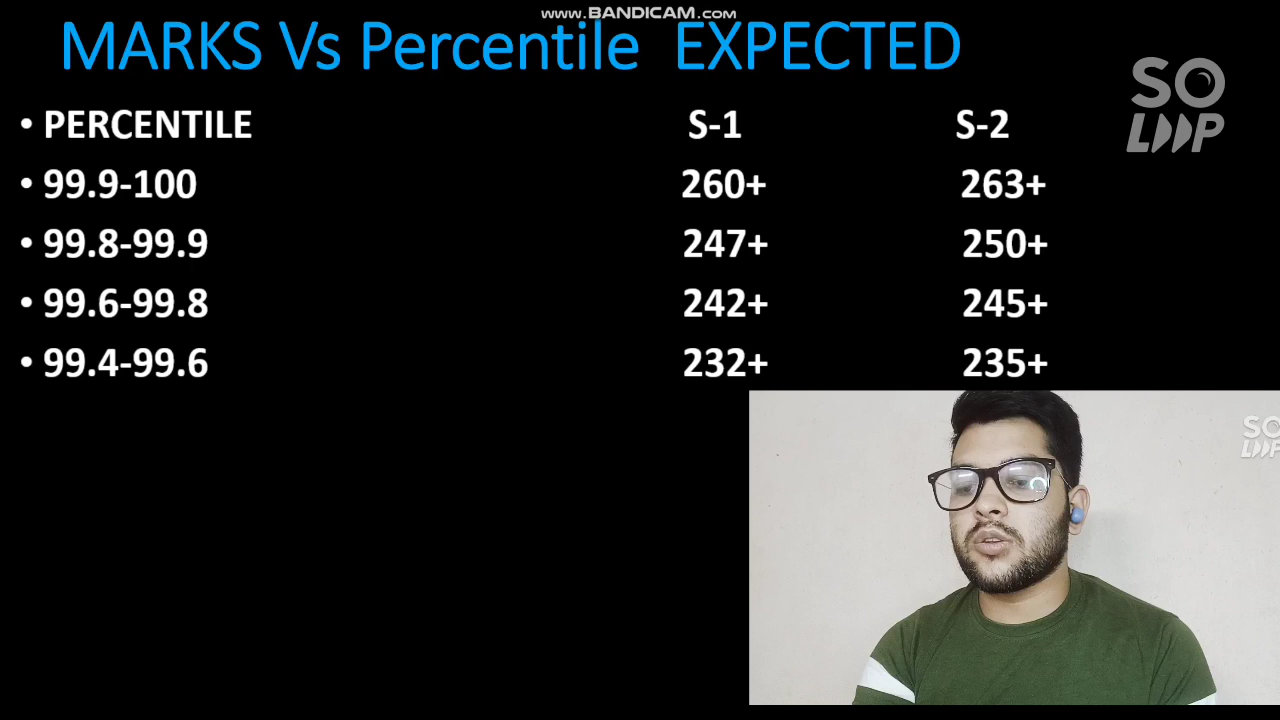 www.BANDICAM.com
MARKS Vs Percentile EXPECTED
SO
LOOP
• PERCENTILE S-1 S-2
• 99.9-100 260+ 263+
• 99.8-99.9 247+ 250+
• 99.6-99.8 242+ 245+
• 99.4-99.6 232+ 235+